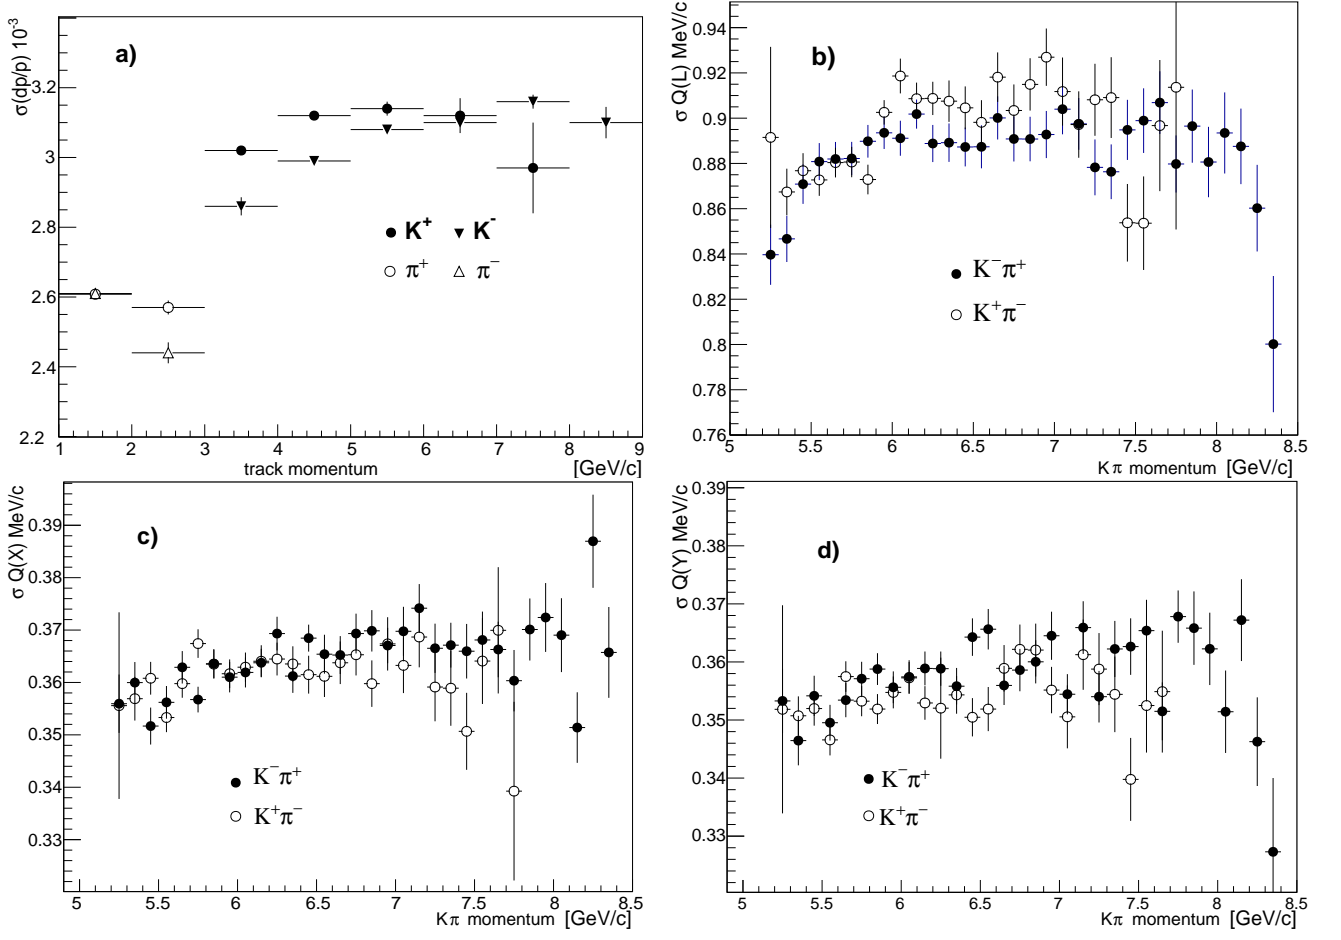 a)
σ(dp/p) 10⁻³
3.2
3
2.8
2.6
2.4
2.2
K⁺ K⁻
π⁺ π⁻
1 2 3 4 5 6 7 8 9
track momentum [GeV/c]
b)
σ Q(L) MeV/c
0.94
0.92
0.9
0.88
0.86
0.84
0.82
0.8
0.78
0.76
K⁻π⁺
K⁺π⁻
5 5.5 6 6.5 7 7.5 8 8.5
Kπ momentum [GeV/c]
c)
σ Q(X) MeV/c
0.39
0.38
0.37
0.36
0.35
0.34
0.33
K⁻π⁺
K⁺π⁻
5 5.5 6 6.5 7 7.5 8 8.5
Kπ momentum [GeV/c]
d)
σ Q(Y) MeV/c
0.39
0.38
0.37
0.36
0.35
0.34
0.33
K⁻π⁺
K⁺π⁻
5 5.5 6 6.5 7 7.5 8 8.5
Kπ momentum [GeV/c]